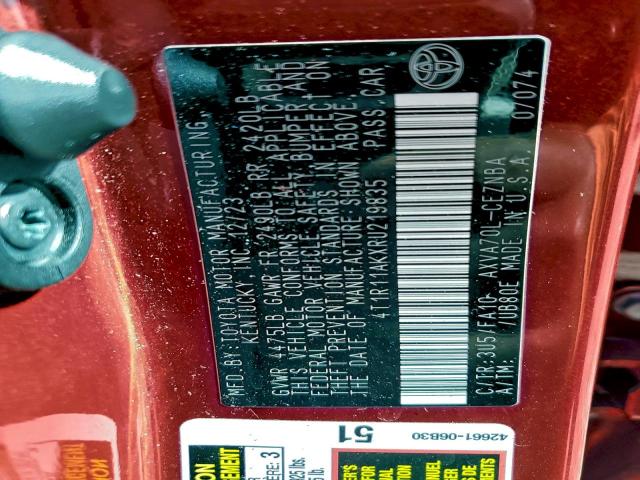 MFD.BY:TOYOTA MOTOR MANUFACTURING,
KENTUCKY, INC. 12/23
GVWR 4475LB GAWR FR 2490LB RR 2420LB
THIS VEHICLE CONFORMS TO ALL APPLICABLE
FEDERAL MOTOR VEHICLE SAFETY, BUMPER, AND
THEFT PREVENTION STANDARDS IN EFFECT ON
THE DATE OF MANUFACTURE SHOWN ABOVE.
4T1R11AKXRU219835 PASS.CAR
C/TR:3U5/FA10 AXVA70L-CEZNBA
A/TM: /UB80E MADE IN U.S.A. 0/074
51
42661-06B30